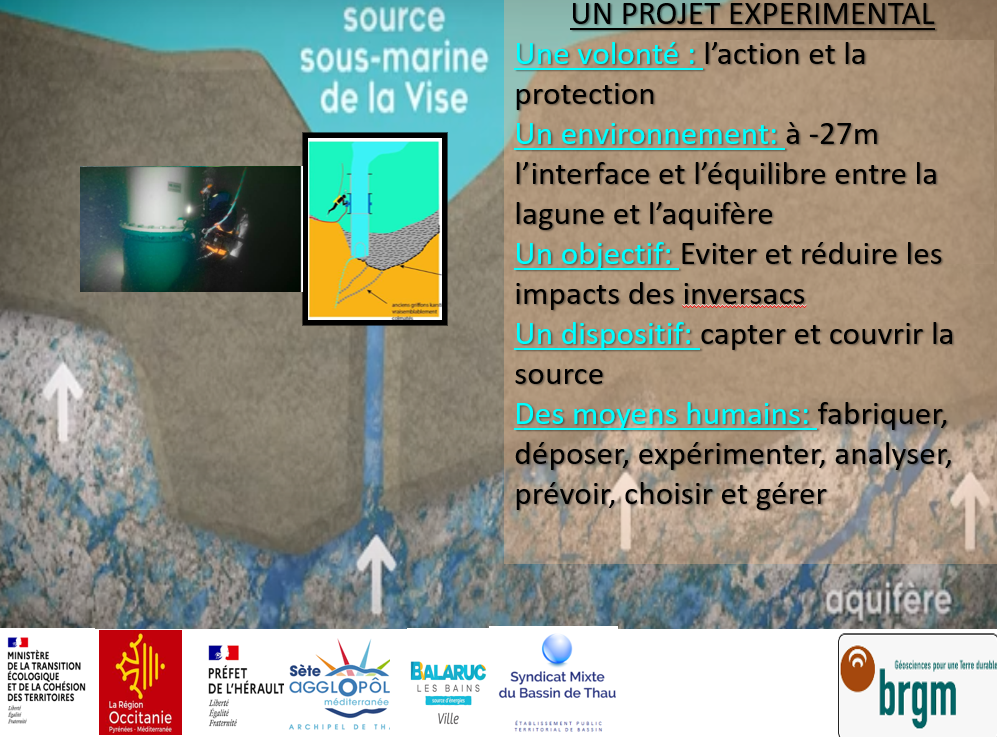 source
sous-marine
de la Vise
UN PROJET EXPERIMENTAL
Une volonté : l’action et la
protection
Un environnement: à -27m
l’interface et l’équilibre entre la
lagune et l’aquifère
Un objectif: Eviter et réduire les
impacts des inversacs
Un dispositif: capter et couvrir la
source
Des moyens humains: fabriquer,
déposer, expérimenter, analyser,
prévoir, choisir et gérer
anciens griffons
vraisemblablement
colmatés
aquifère
MINISTÈRE
DE LA TRANSITION
ÉCOLOGIQUE
ET DE LA COHÉSION
DES TERRITOIRES
Liberté
Égalité
Fraternité
La Région
Occitanie
Pyrénées - Méditerranée
PRÉFET
DE L’HÉRAULT
Liberté
Égalité
Fraternité
Sète
AGGLOPÔL
méditerranée
ARCHIPEL DE TH
BALARUC
LES BAINS
source d'énergies
Ville
Syndicat Mixte
du Bassin de Thau
ÉTABLISSEMENT PUBLIC
TERRITORIAL DE BASSIN
Géosciences pour une Terre durable
brgm